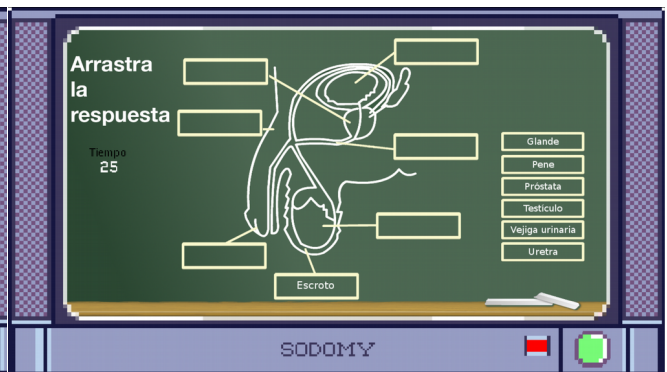 Arrastra
la
respuesta
Tiempo
25
Glande
Pene
Próstata
Testículo
Vejiga urinaria
Uretra
Escroto
SODOMY